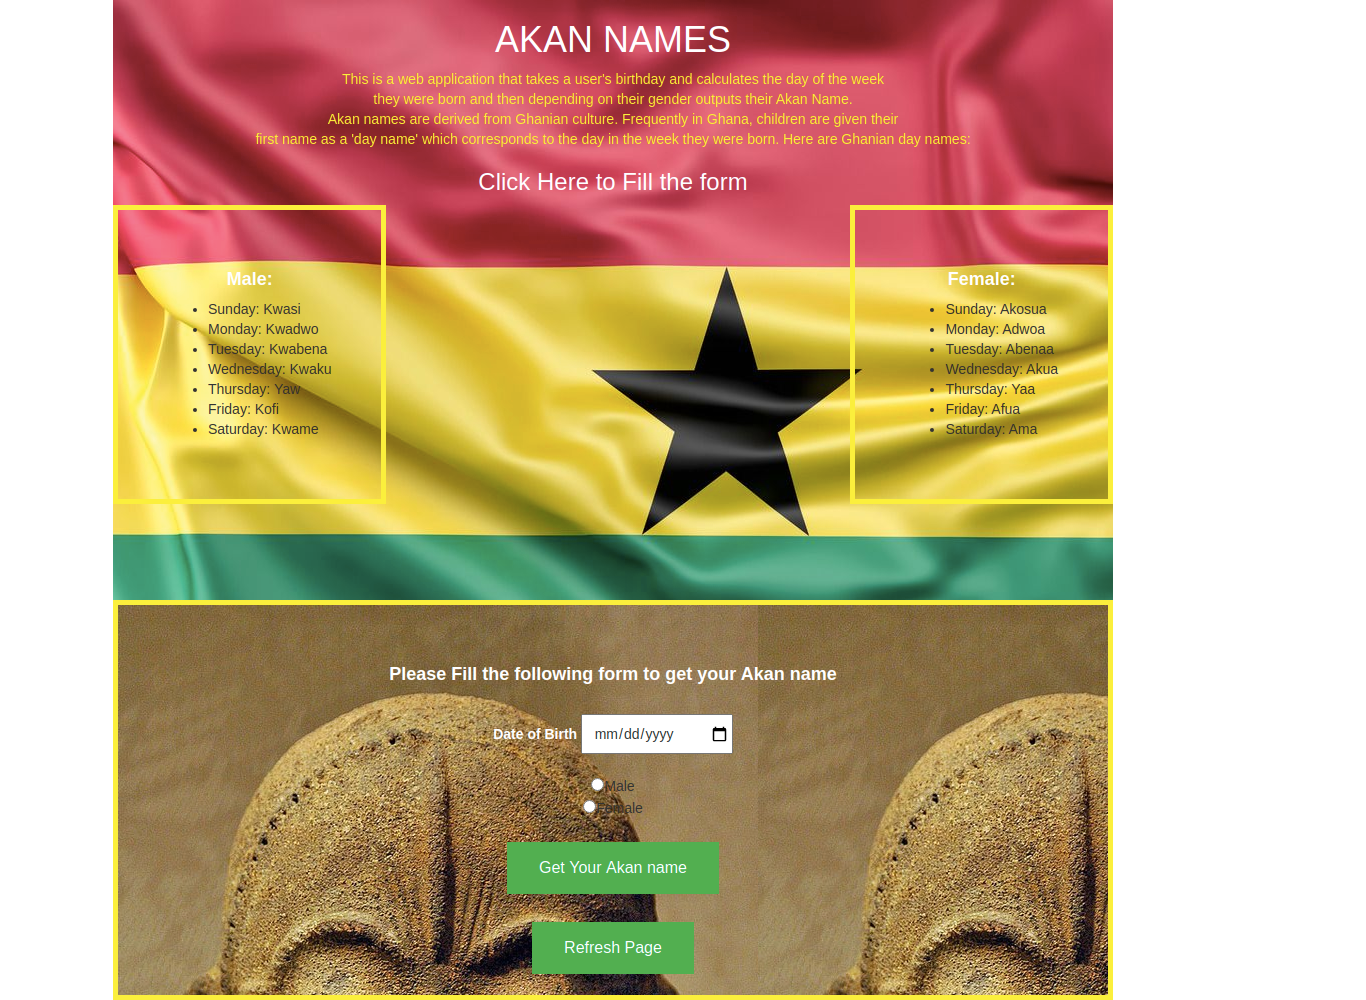 AKAN NAMES
This is a web application that takes a user's birthday and calculates the day of the week
they were born and then depending on their gender outputs their Akan Name.
Akan names are derived from Ghanian culture. Frequently in Ghana, children are given their
first name as a 'day name' which corresponds to the day in the week they were born. Here are Ghanian day names:
Click Here to Fill the form
Male:
Sunday: Kwasi
Monday: Kwadwo
Tuesday: Kwabena
Wednesday: Kwaku
Thursday: Yaw
Friday: Kofi
Saturday: Kwame
Female:
Sunday: Akosua
Monday: Adwoa
Tuesday: Abenaa
Wednesday: Akua
Thursday: Yaa
Friday: Afua
Saturday: Ama
Please Fill the following form to get your Akan name
Date of Birth mm/dd/yyyy
Male
Female
Get Your Akan name
Refresh Page